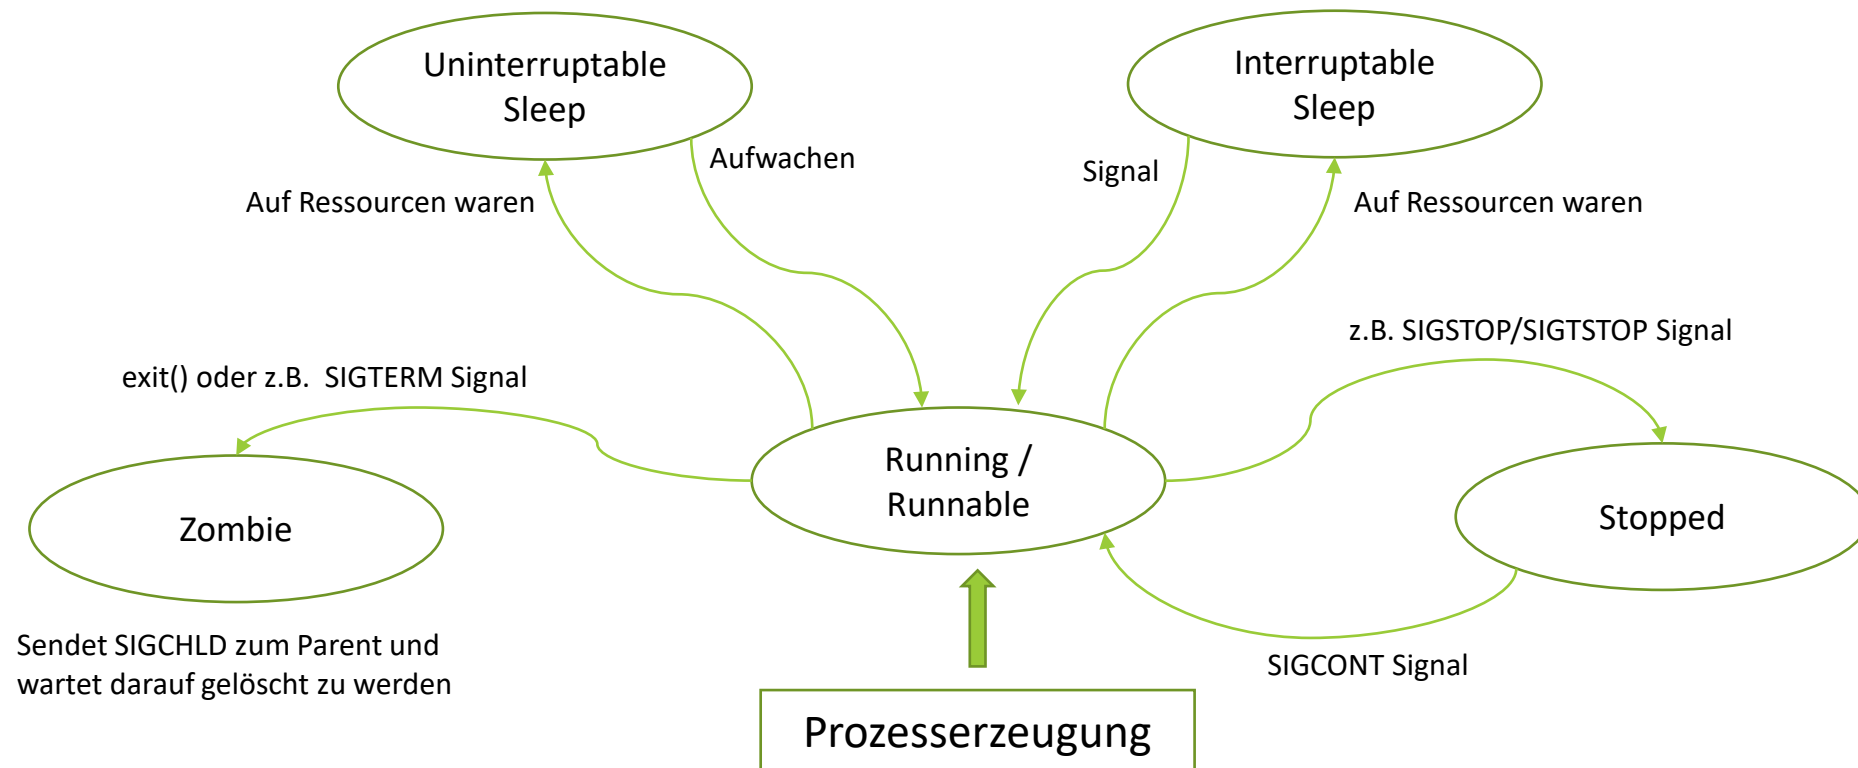 Uninterruptable
Sleep
Interruptable
Sleep
Aufwachen
Signal
Auf Ressourcen waren
Auf Ressourcen waren
z.B. SIGSTOP/SIGTSTOP Signal
exit() oder z.B. SIGTERM Signal
Running /
Runnable
Zombie
Stopped
Sendet SIGCHLD zum Parent und
wartet darauf gelöscht zu werden
SIGCONT Signal
Prozesserzeugung